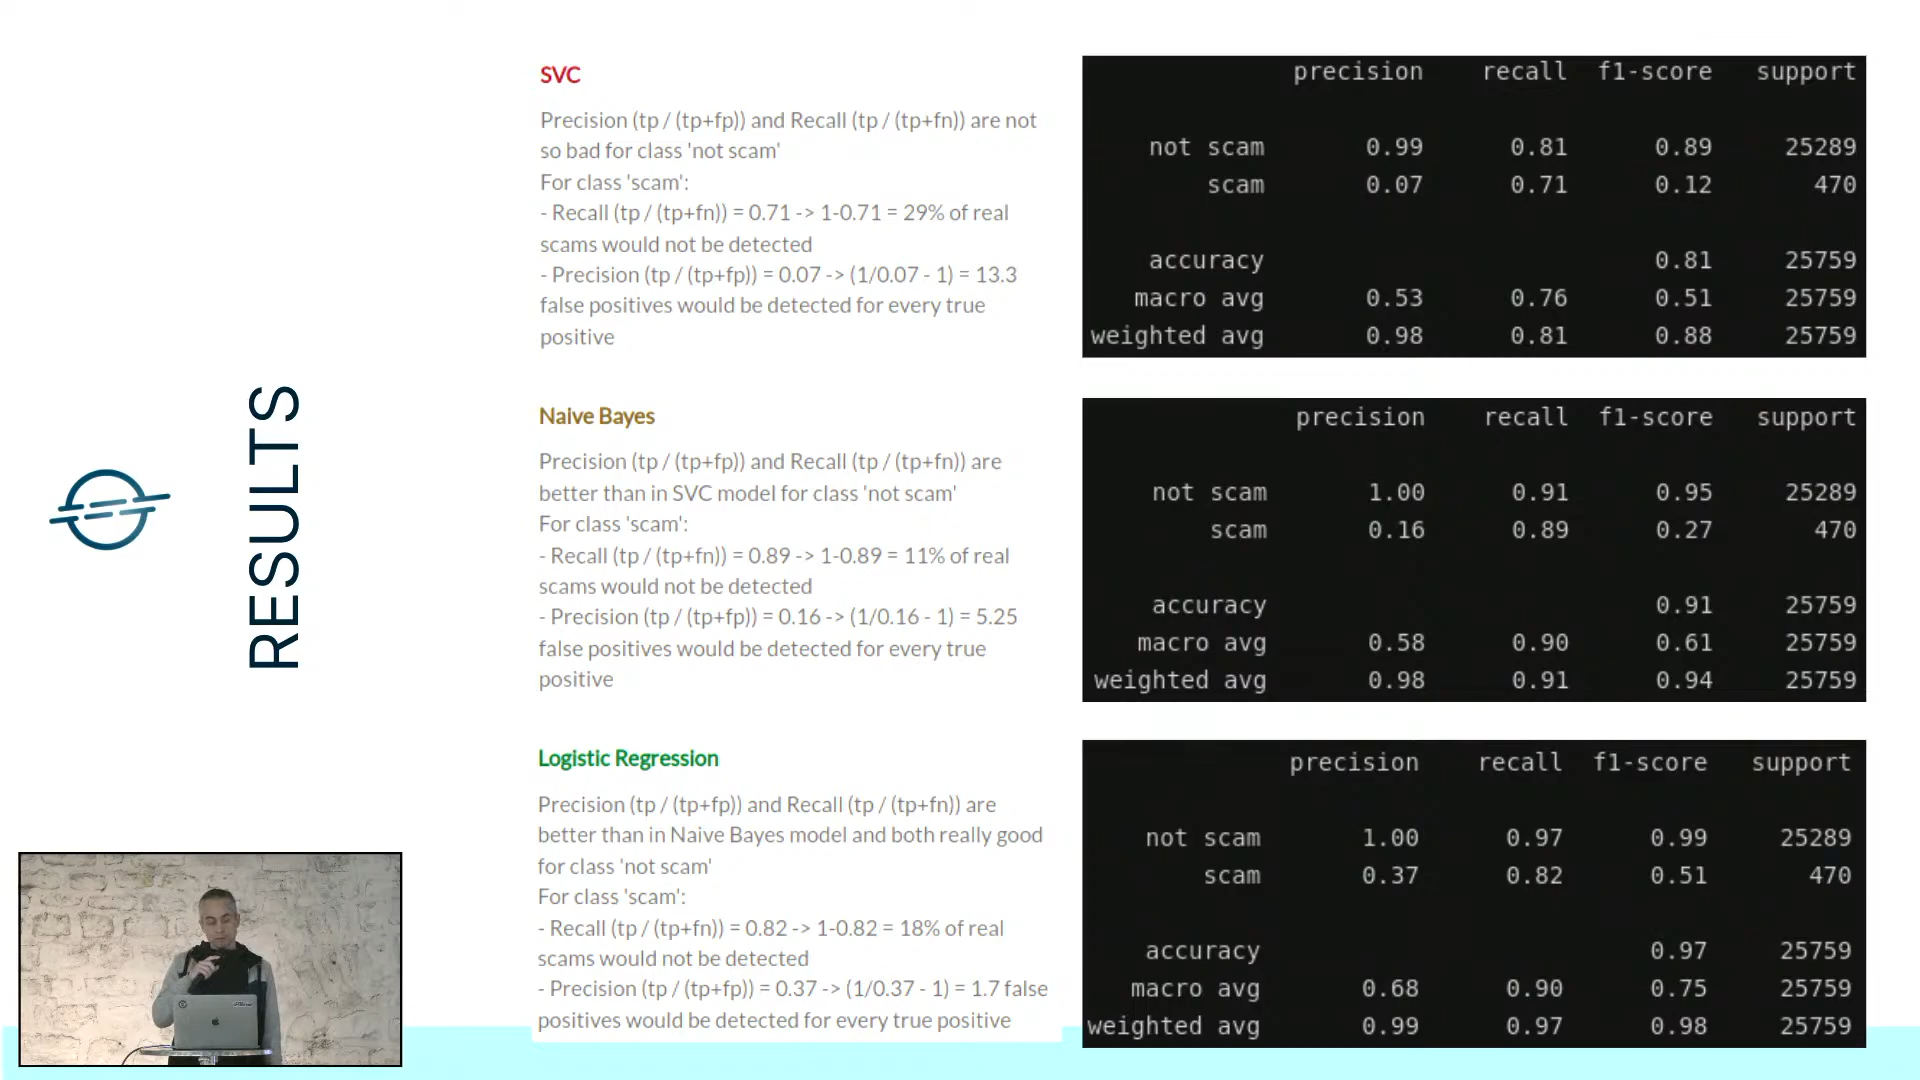 RESULTS
SVC
Precision (tp / (tp+fp)) and Recall (tp / (tp+fn)) are not
so bad for class 'not scam'
For class 'scam':
- Recall (tp / (tp+fn)) = 0.71 -> 1-0.71 = 29% of real
scams would not be detected
- Precision (tp / (tp+fp)) = 0.07 -> (1/0.07 - 1) = 13.3
false positives would be detected for every true
positive
precision recall f1-score support
not scam 0.99 0.81 0.89 25289
scam 0.07 0.71 0.12 470
accuracy 0.81 25759
macro avg 0.53 0.76 0.51 25759
weighted avg 0.98 0.81 0.88 25759
Naive Bayes
Precision (tp / (tp+fp)) and Recall (tp / (tp+fn)) are
better than in SVC model for class 'not scam'
For class 'scam':
- Recall (tp / (tp+fn)) = 0.89 -> 1-0.89 = 11% of real
scams would not be detected
- Precision (tp / (tp+fp)) = 0.16 -> (1/0.16 - 1) = 5.25
false positives would be detected for every true
positive
precision recall f1-score support
not scam 1.00 0.91 0.95 25289
scam 0.16 0.89 0.27 470
accuracy 0.91 25759
macro avg 0.58 0.90 0.61 25759
weighted avg 0.98 0.91 0.94 25759
Logistic Regression
Precision (tp / (tp+fp)) and Recall (tp / (tp+fn)) are
better than in Naive Bayes model and both really good
for class 'not scam'
For class 'scam':
- Recall (tp / (tp+fn)) = 0.82 -> 1-0.82 = 18% of real
scams would not be detected
- Precision (tp / (tp+fp)) = 0.37 -> (1/0.37 - 1) = 1.7 false
positives would be detected for every true positive
precision recall f1-score support
not scam 1.00 0.97 0.99 25289
scam 0.37 0.82 0.51 470
accuracy 0.97 25759
macro avg 0.68 0.90 0.75 25759
weighted avg 0.99 0.97 0.98 25759